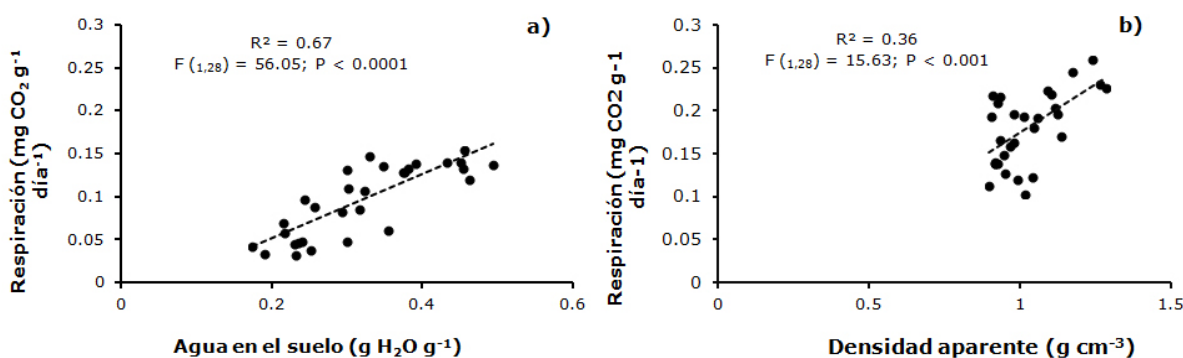 a)
R² = 0.67
F (1,28) = 56.05; P < 0.0001
Respiración (mg CO₂ g⁻¹
día-¹)
0.3
0.25
0.2
0.15
0.1
0.05
0
0 0.2 0.4 0.6
Agua en el suelo (g H₂O g⁻¹)
b)
R² = 0.36
F (1,28) = 15.63; P < 0.001
Respiración (mg CO2 g-1
día-1)
0.3
0.25
0.2
0.15
0.1
0.05
0
0 0.5 1 1.5
Densidad aparente (g cm⁻³)